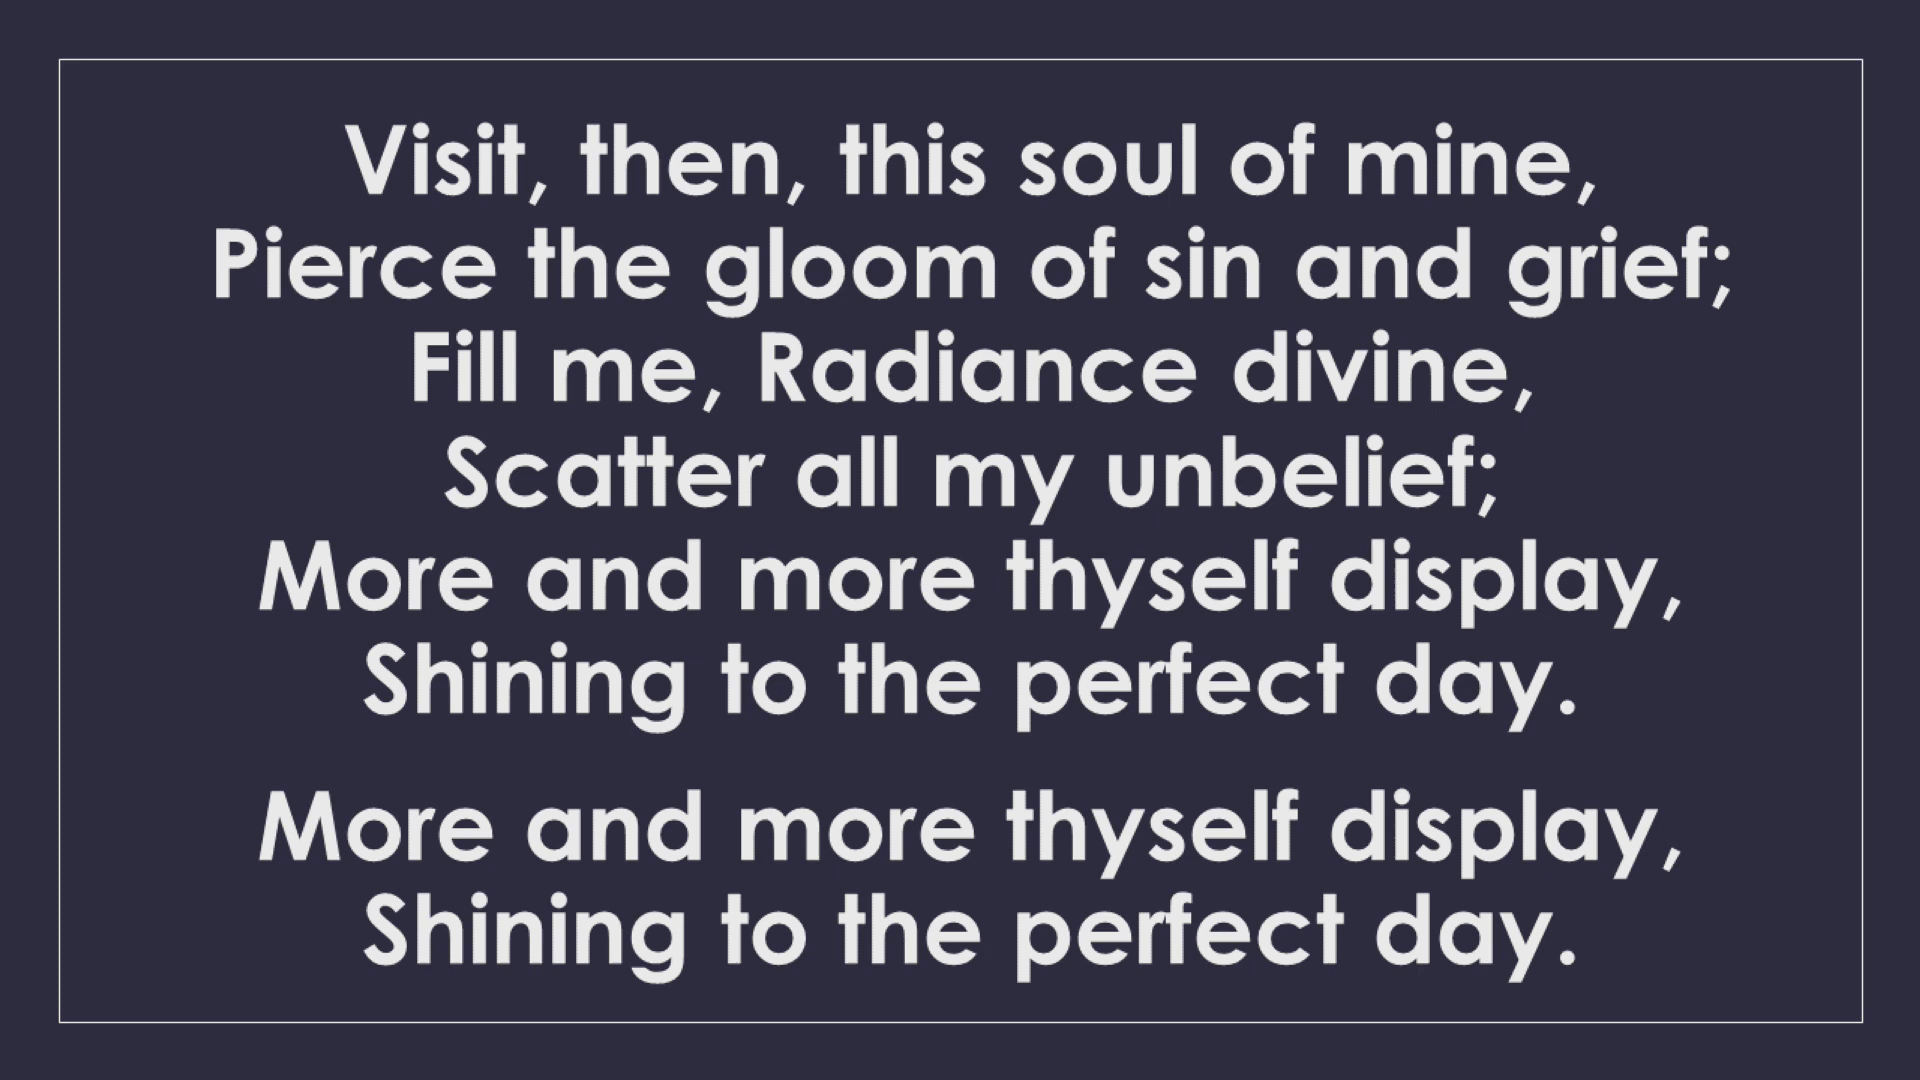 Visit, then, this soul of mine,
Pierce the gloom of sin and grief;
Fill me, Radiance divine,
Scatter all my unbelief;
More and more thyself display,
Shining to the perfect day.
More and more thyself display,
Shining to the perfect day.